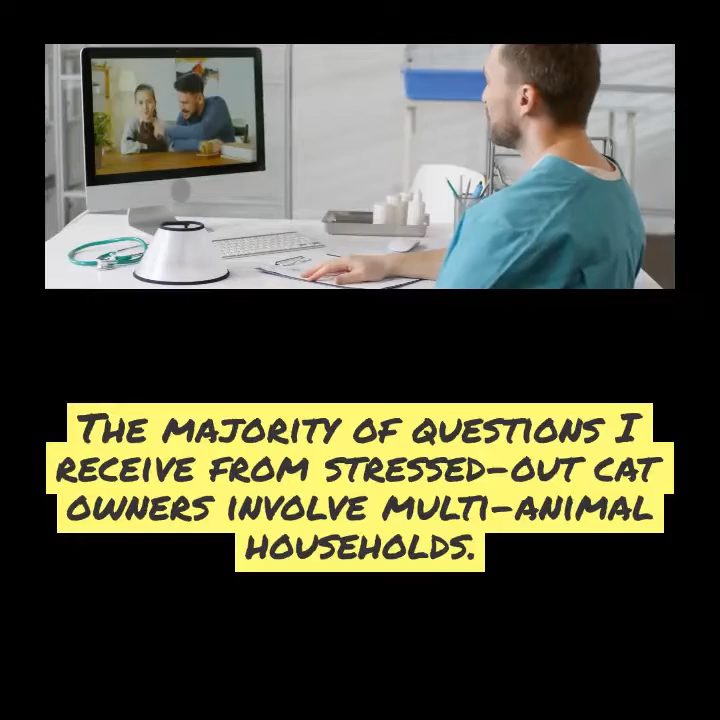 The majority of questions I
receive from stressed-out cat
owners involve multi-animal
households.